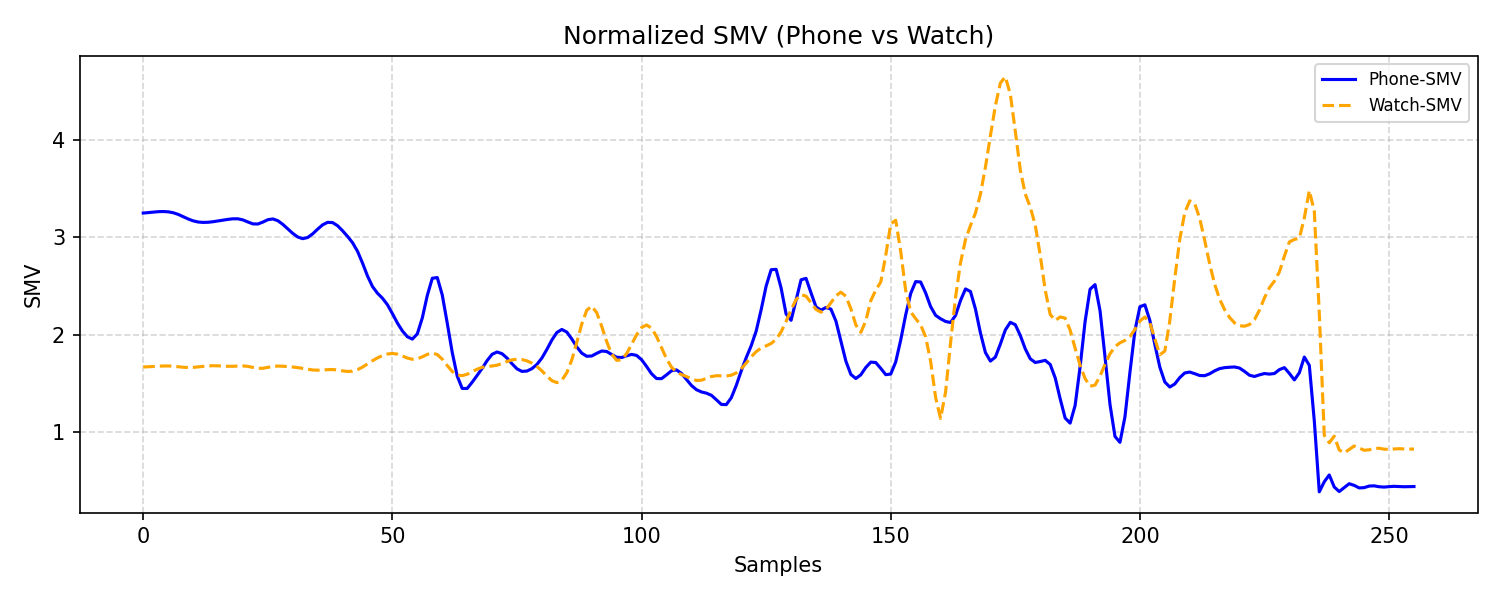 Normalized SMV (Phone vs Watch)
Phone-SMV
Watch-SMV
4
3
2
1
SMV
0 50 100 150 200 250
Samples